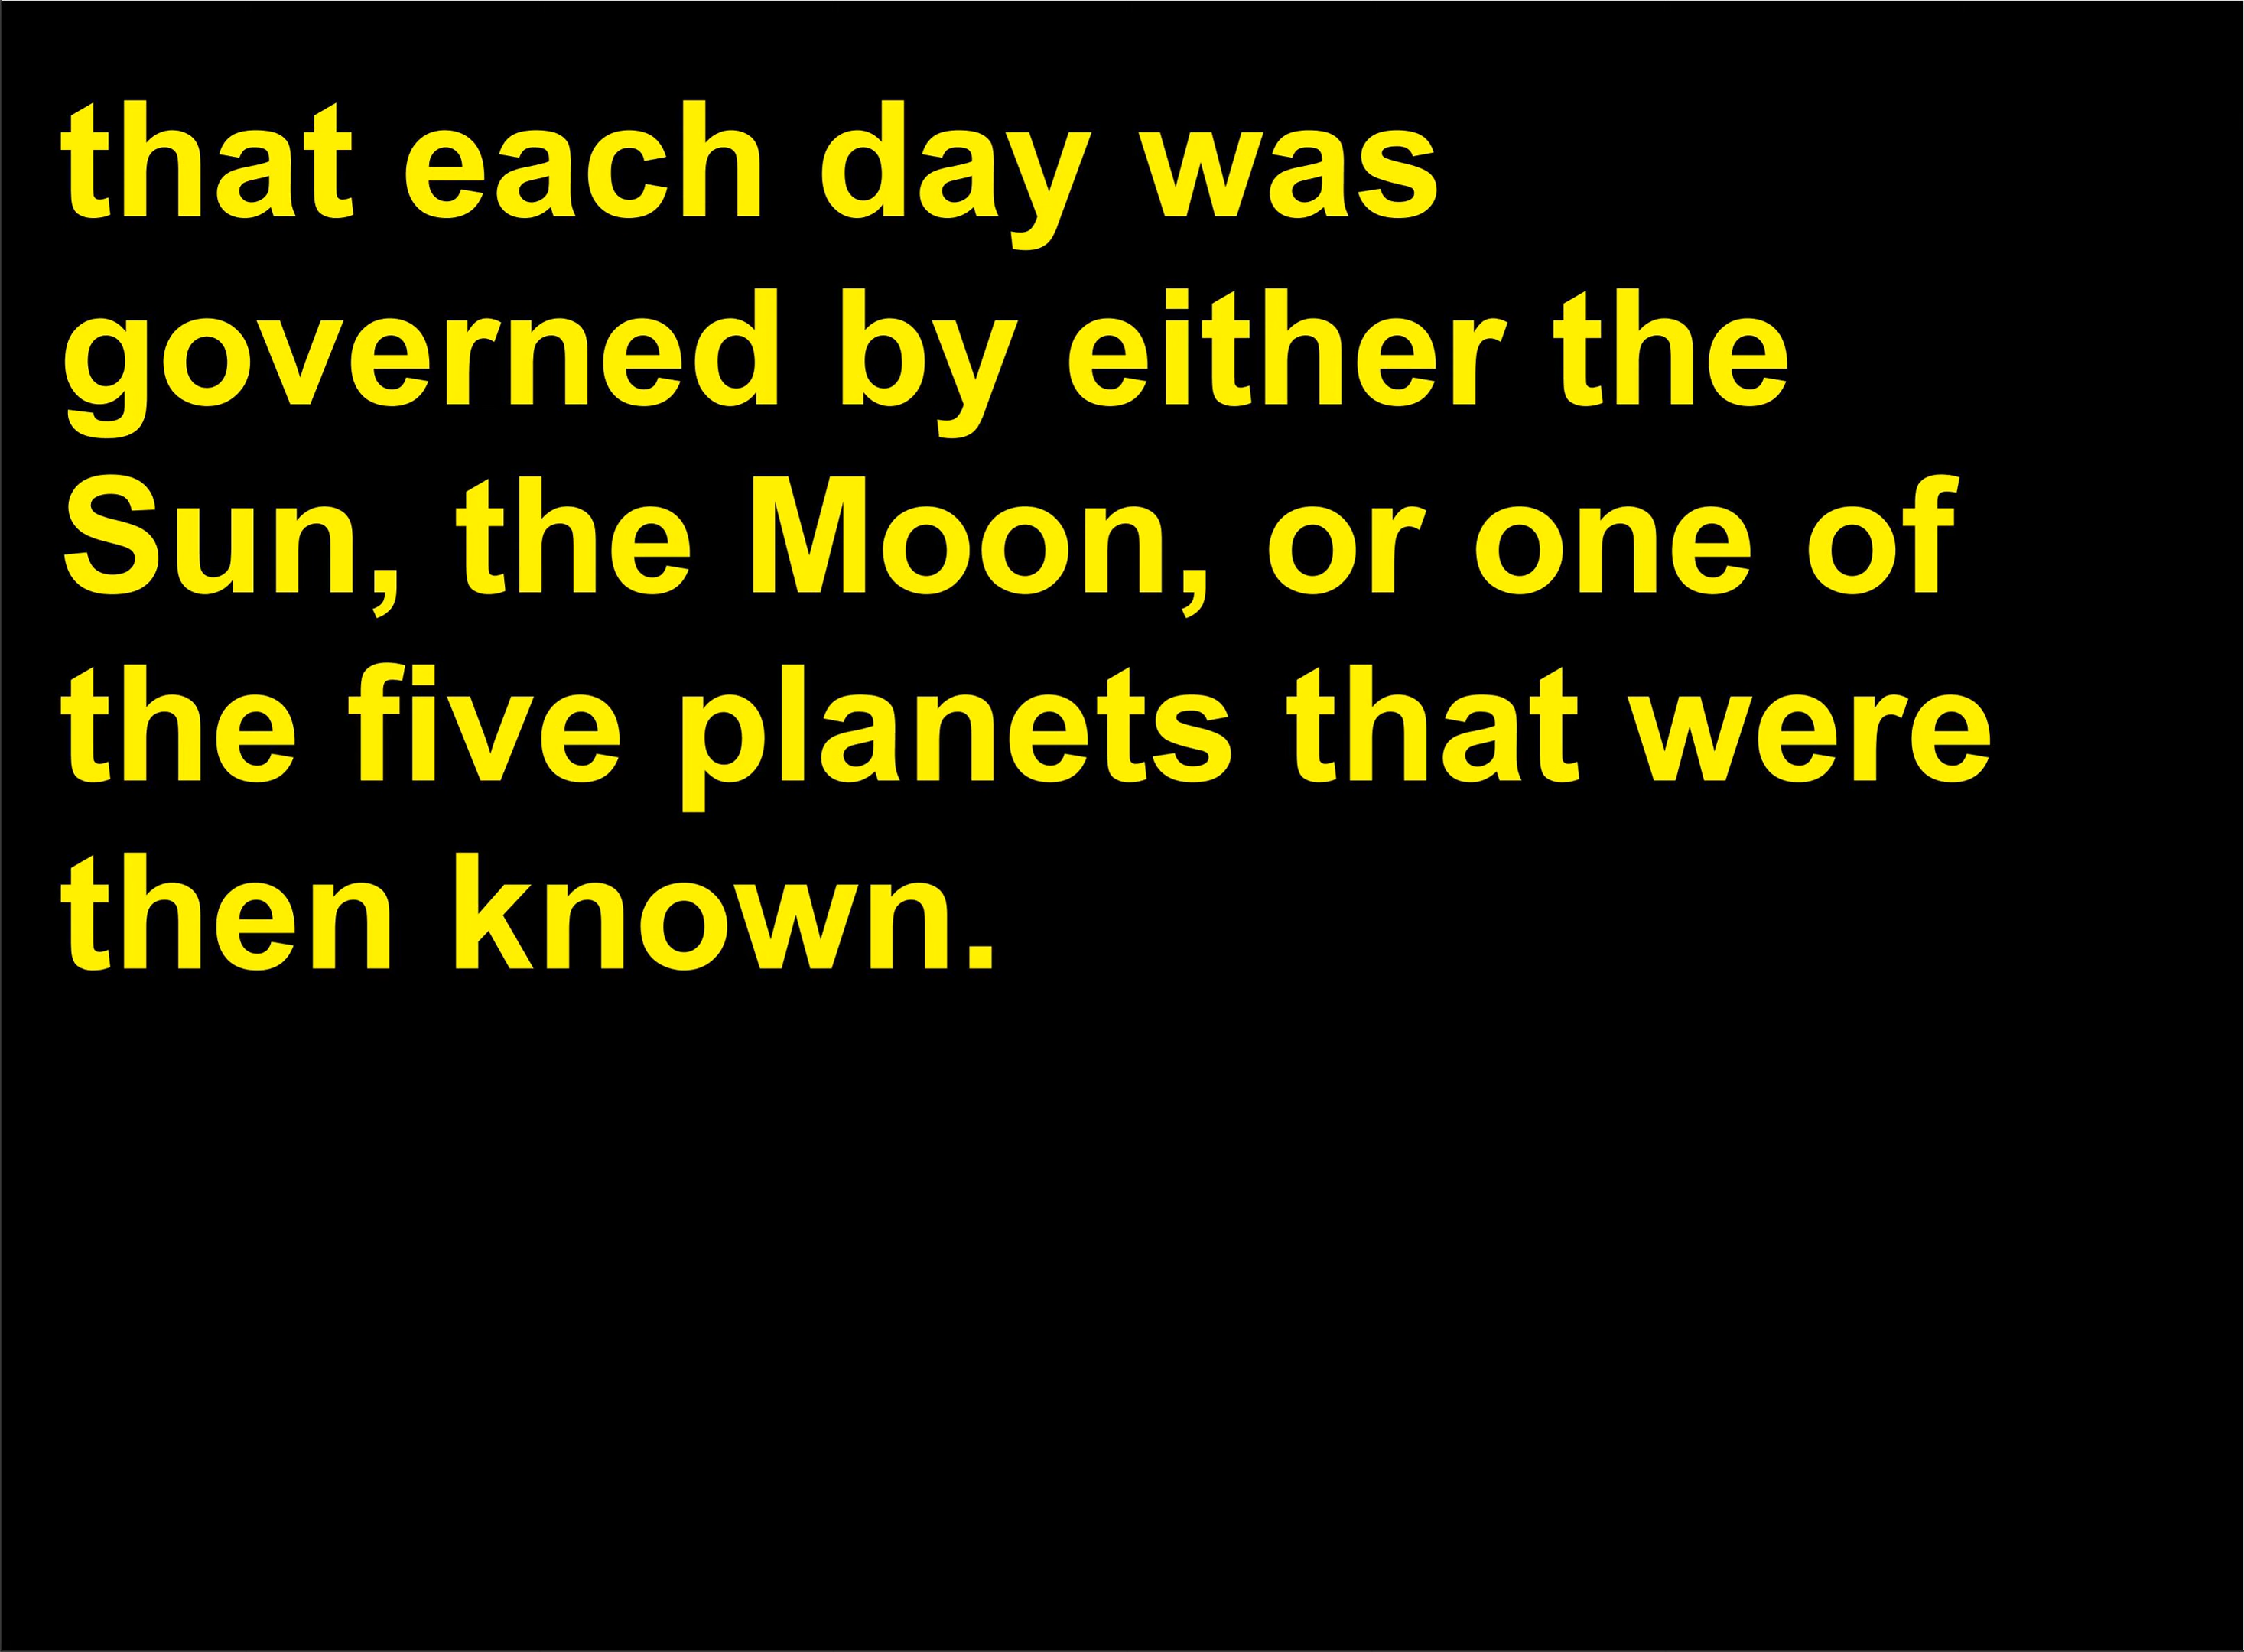 that each day was
governed by either the
Sun, the Moon, or one of
the five planets that were
then known.